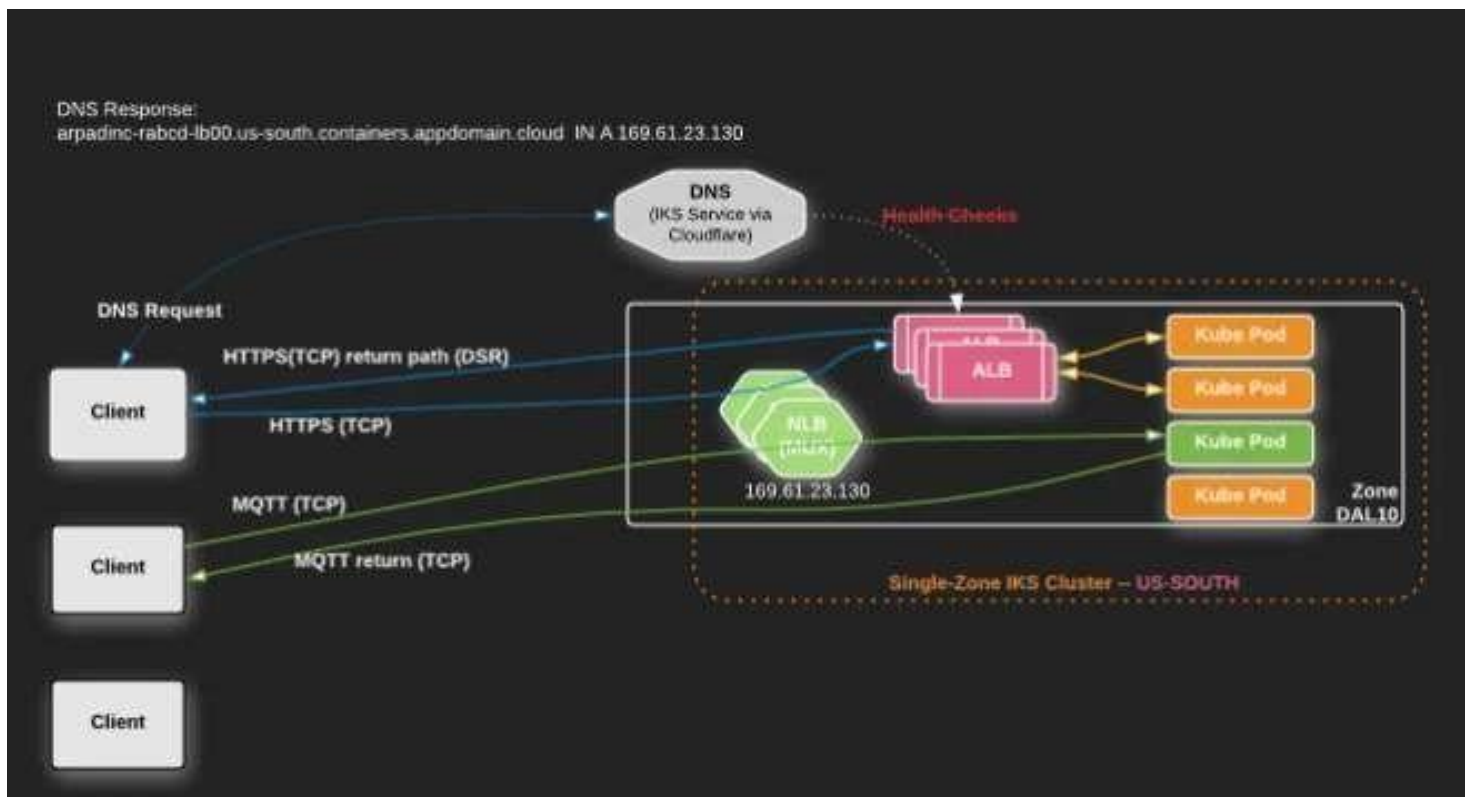 DNS Response:
arpadinc-rabcd-lb00.us-south.containers.appdomain.cloud IN A 169.61.23.130
DNS
(IKS Service via
Cloudflare)
Health Checks
DNS Request
HTTPS(TCP) return path (DSR)
Client
HTTPS (TCP)
ALB
ALB
Kube Pod
Kube Pod
NLB
(MUX)
Kube Pod
169.61.23.130
Kube Pod
Zone
DAL10
MQTT (TCP)
Client
MQTT return (TCP)
Single-Zone IKS Cluster -- US-SOUTH
Client